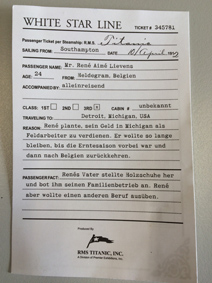 WHITE STAR LINE
TICKET # 345781
Passenger Ticket per Steamship: R.M.S. Titanic
SAILING FROM: Southampton DATE 10/April 1912
PASSENGER NAME: Mr. René Aimé Lievens
AGE: 24 FROM: Heldegram, Belgien
ACCOMPANIED BY: alleinreisend
CLASS: 1ST 2ND 3RD X CABIN # unbekannt
TRAVELING TO: Detroit, Michigan, USA
REASON: René plante, sein Geld in Michigan als
Feldarbeiter zu verdienen. Er wollte so lange
bleiben, bis die Erntesaison vorbei war und
dann nach Belgien zurückkehren.
PASSENGER FACT: Renés Vater stellte Holzschuhe her
und bot ihm seinen Familienbetrieb an. René
aber wollte einen anderen Beruf ausüben.
Produced By
RMS TITANIC, INC.